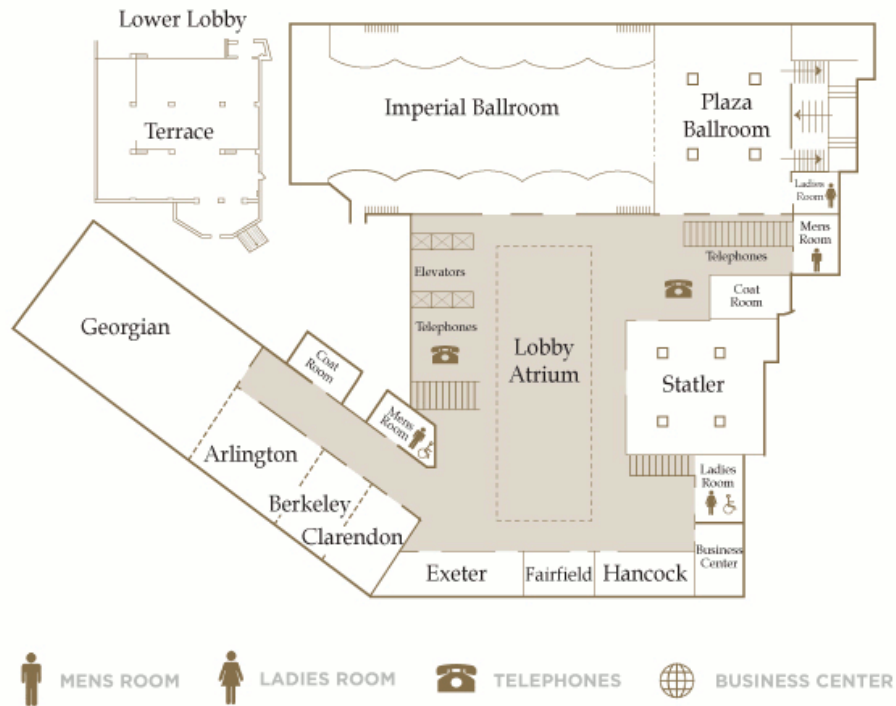 Lower Lobby
Terrace
Imperial Ballroom
Plaza
Ballroom
Ladies
Room
Mens
Room
Telephones
Elevators
Coat
Room
Telephones
Georgian
Coat
Room
Lobby
Atrium
Statler
Mens
Room
Arlington
Ladies
Room
Berkeley
Clarendon
Business
Center
Exeter
Fairfield
Hancock
MENS ROOM
LADIES ROOM
TELEPHONES
BUSINESS CENTER